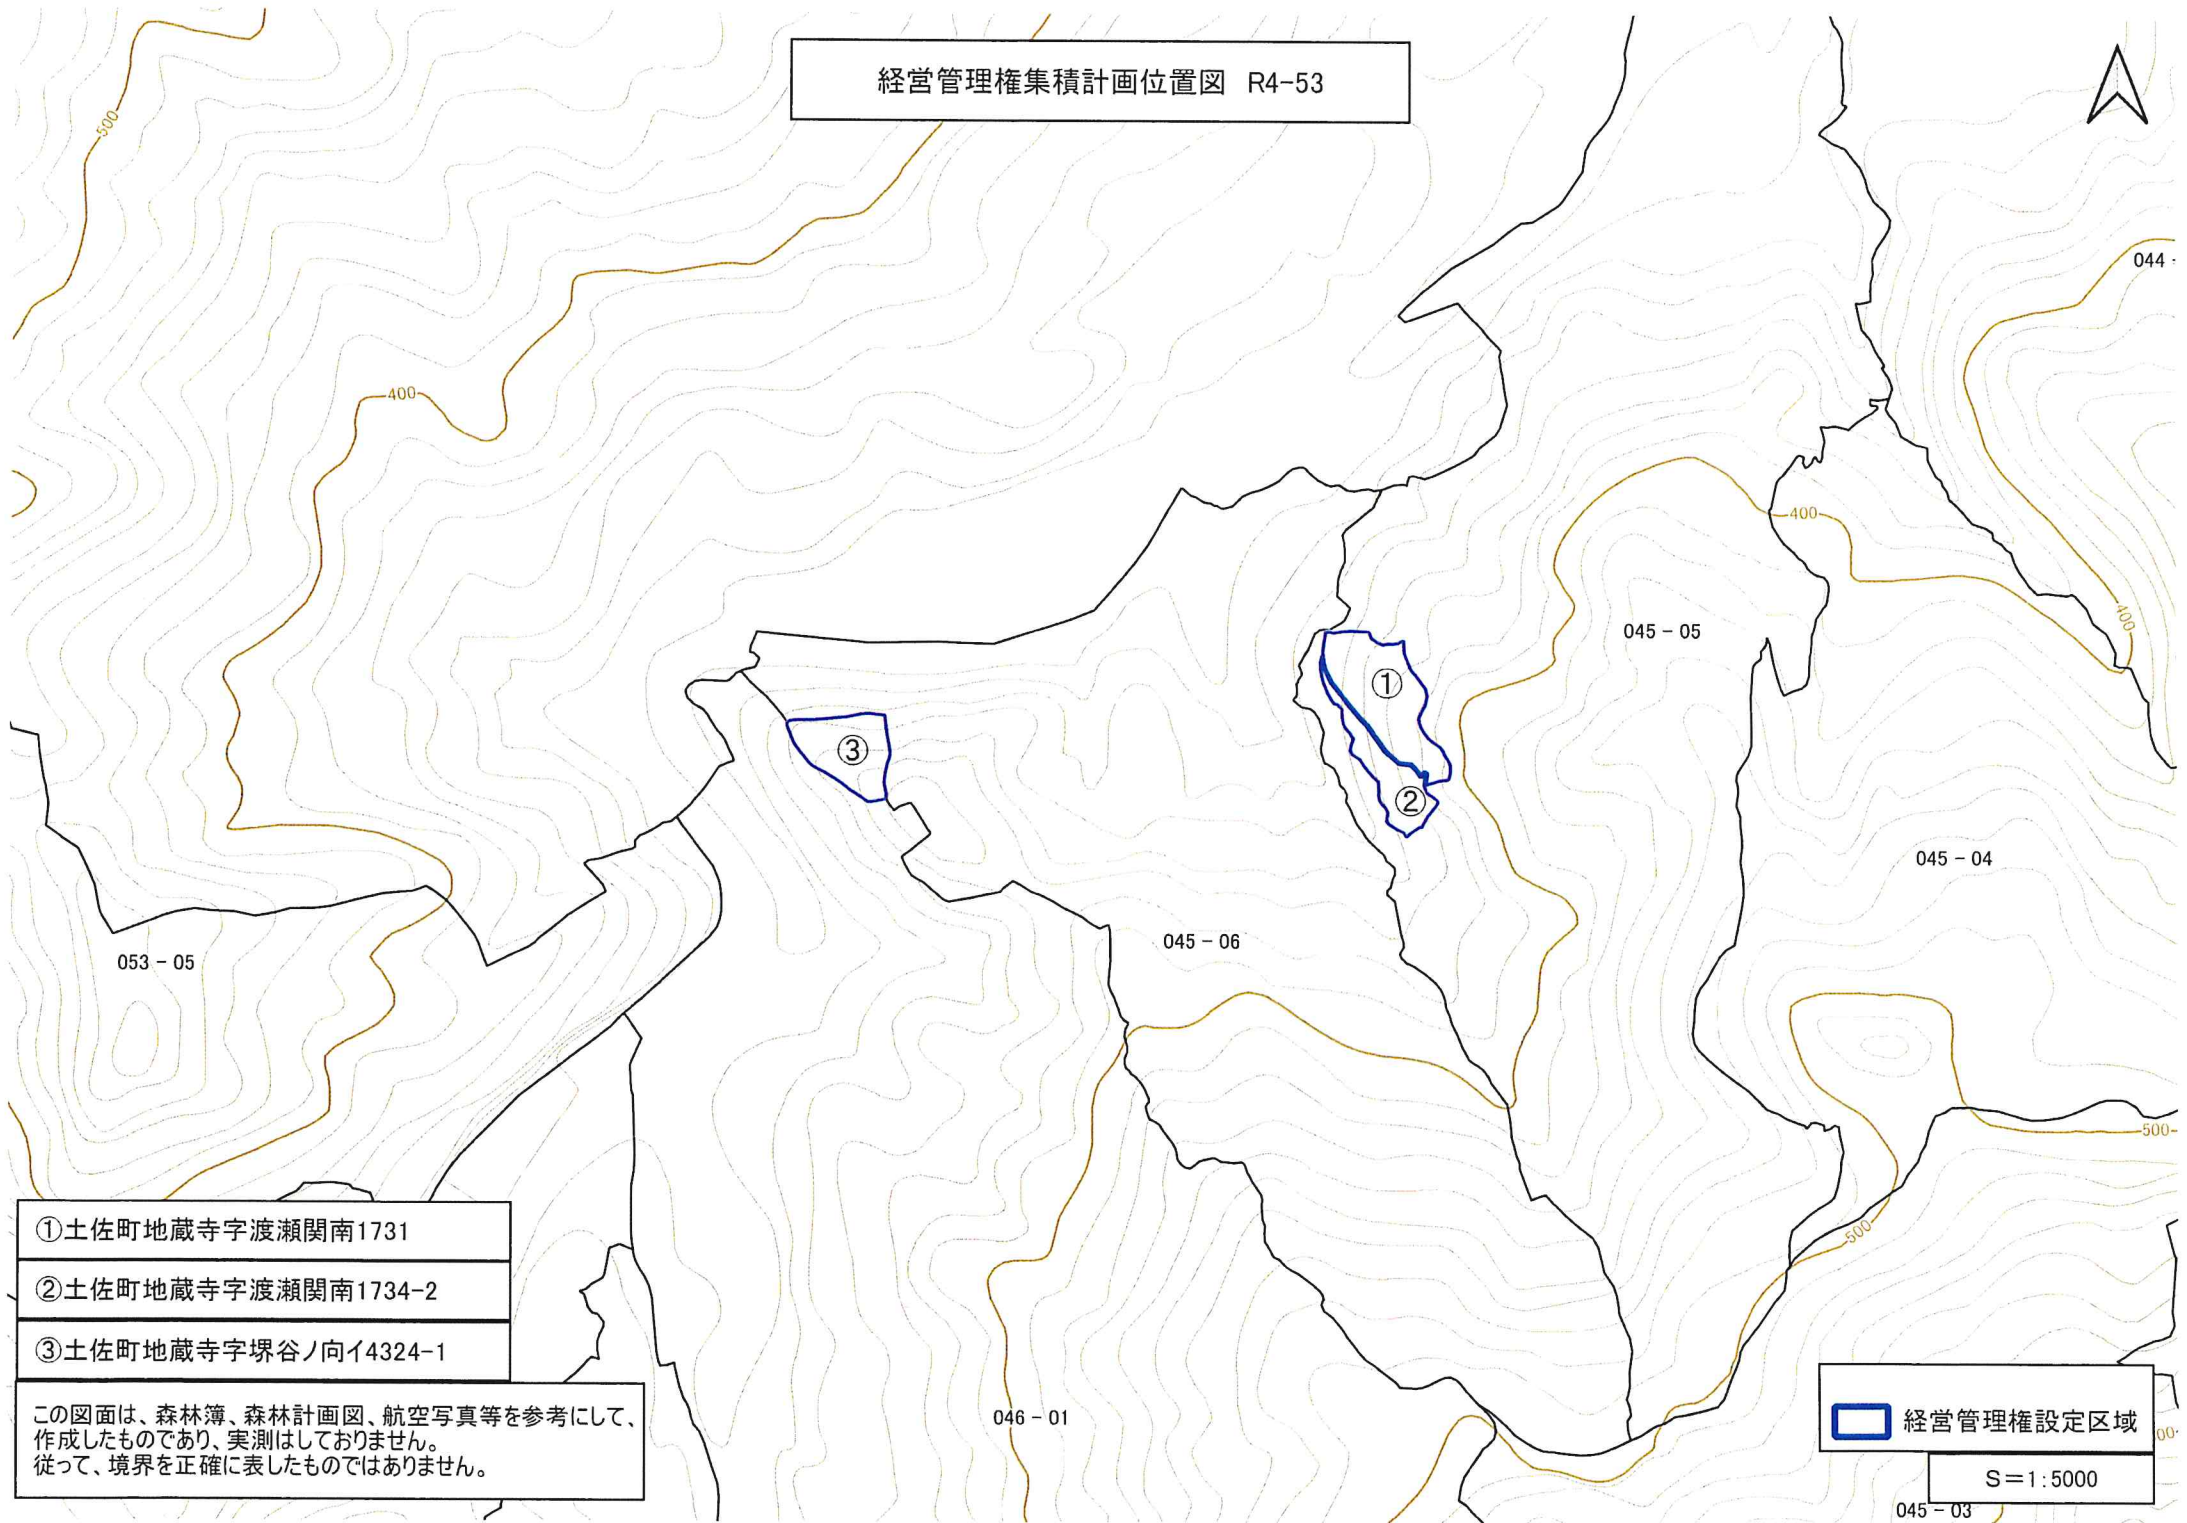 経営管理権集積計画位置図 R4-53
500
044 -
400
400
400
045 - 05
①
③
②
045 - 04
045 - 06
053 - 05
500
500
①土佐町地蔵寺字渡瀬関南1731
②土佐町地蔵寺字渡瀬関南1734-2
③土佐町地蔵寺字堺谷ノ向イ4324-1
この図面は、森林簿、森林計画図、航空写真等を参考にして、
作成したものであり、実測はしておりません。
従って、境界を正確に表したものではありません。
046 - 01
経営管理権設定区域
00
S=1:5000
045 - 03